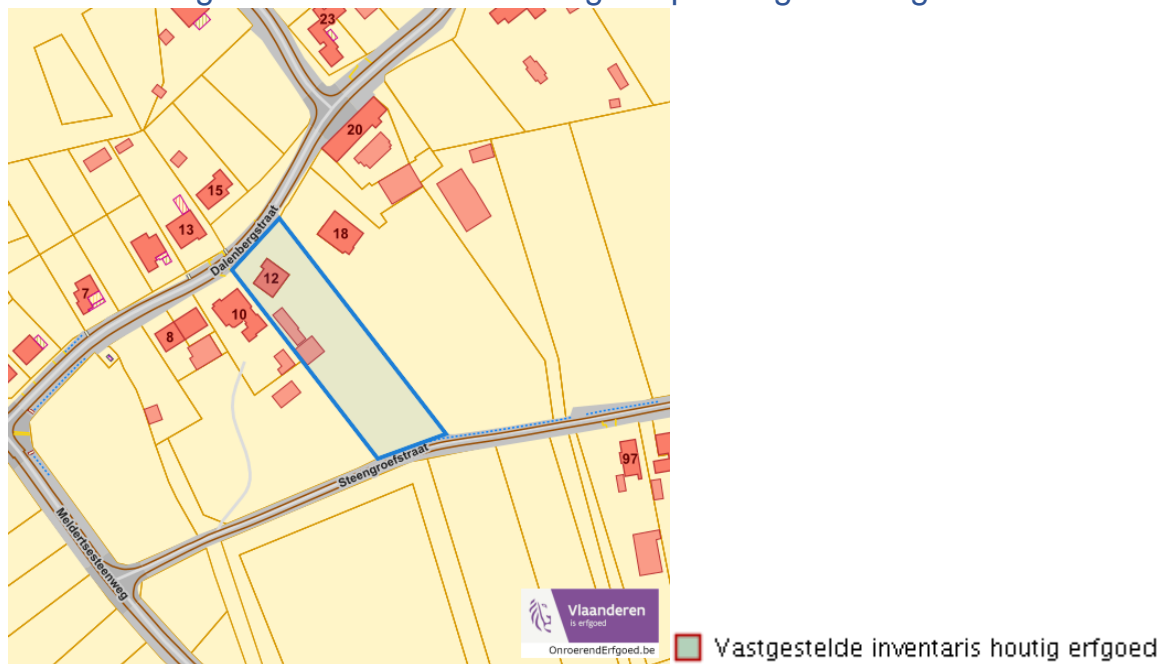 23
20
15
18
13
Dalenbergstraat
12
7
10
8
Steengroefstraat
97
Meldertsesteenweg
Vlaanderen
is erfgoed
OnroerendErfgoed.be
Vastgestelde inventaris houtig erfgoed